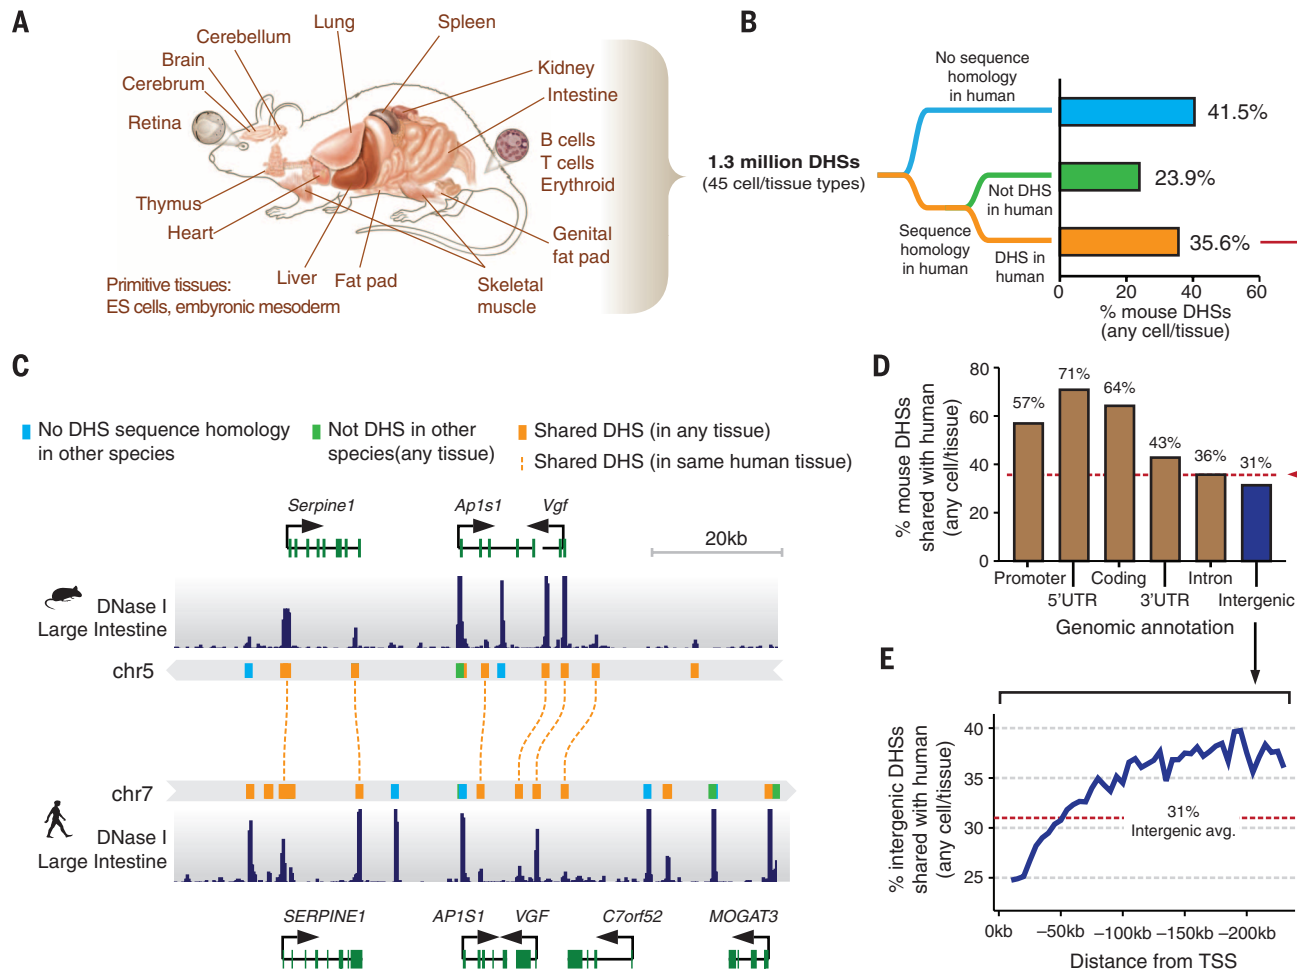 A
Lung
Spleen
Cerebellum
Brain
Kidney
Cerebrum
Intestine
Retina
B cells
T cells
Erythroid
Thymus
Heart
Genital
fat pad
Liver
Fat pad
Skeletal
muscle
Primitive tissues:
ES cells, embyronic mesoderm
B
No sequence
homology
in human
1.3 million DHSs
(45 cell/tissue types)
Not DHS
in human
Sequence
homology
in human
DHS in
human
41.5%
23.9%
35.6%
0 20 40 60
% mouse DHSs
(any cell/tissue)
C
No DHS sequence homology
in other species
Not DHS in other
species(any tissue)
Shared DHS (in any tissue)
Shared DHS (in same human tissue)
Serpine1 Ap1s1 Vgf
20kb
DNase I
Large Intestine
chr5
chr7
DNase I
Large Intestine
SERPINE1 AP1S1 VGF C7orf52 MOGAT3
D
% mouse DHSs
shared with human
(any cell/tissue)
80
60
40
20
0
57% 71% 64% 43% 36% 31%
Promoter 5'UTR Coding 3'UTR Intron Intergenic
Genomic annotation
E
% intergenic DHSs
shared with human
(any cell/tissue)
40
35
30
25
31%
Intergenic avg.
0kb −50kb −100kb −150kb −200kb
Distance from TSS